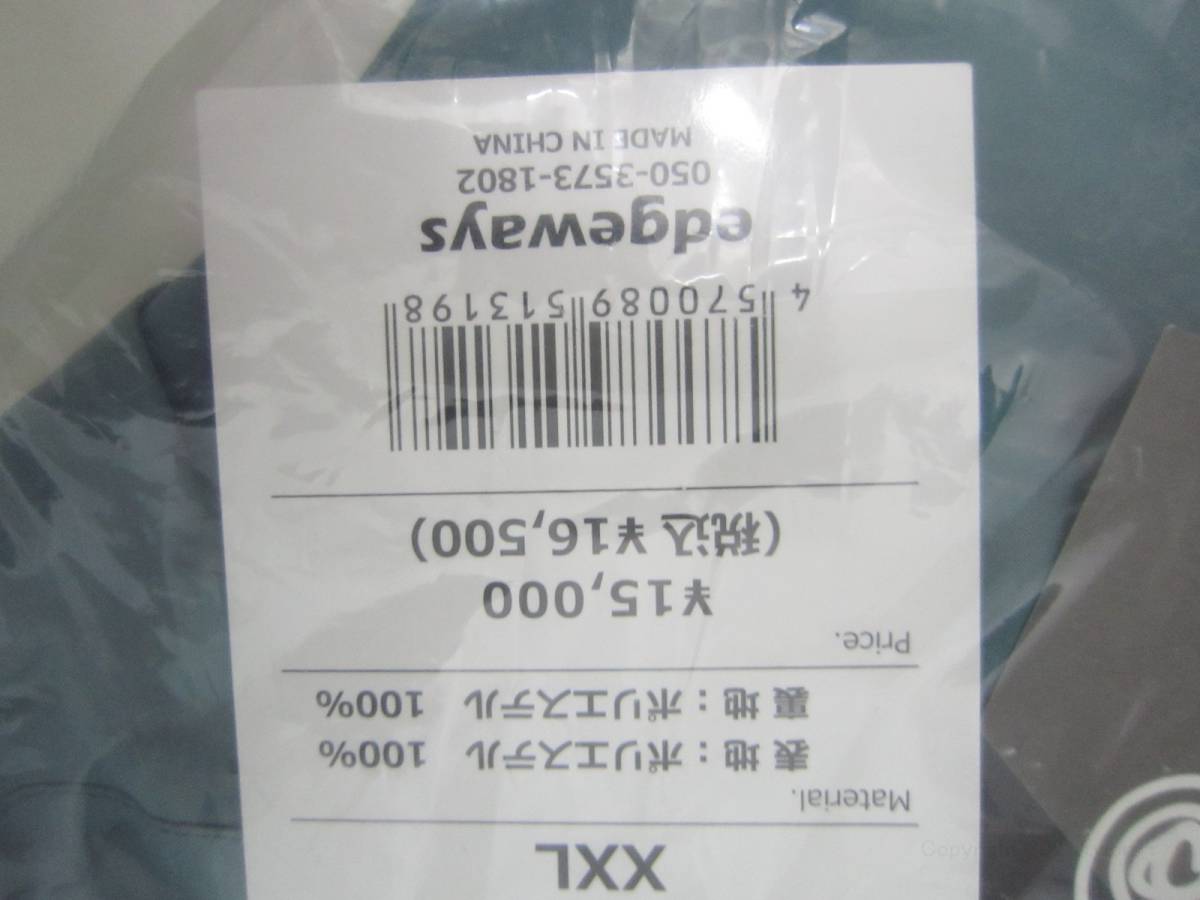 XXL
Material.
表 地 : ポリエステル 100%
裏 地 : ポリエステル 100%
Price.
¥15,000
(税込 ¥16,500)
4 570089 513198
edgeways
050-3573-1802
MADE IN CHINA